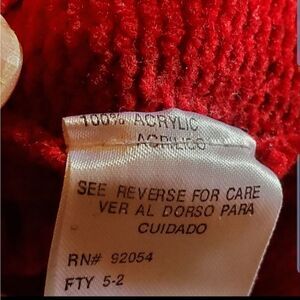 100% ACRYLIC
ACRILICO
SEE REVERSE FOR CARE
VER AL DORSO PARA
CUIDADO
RN# 92054
FTY 5-2